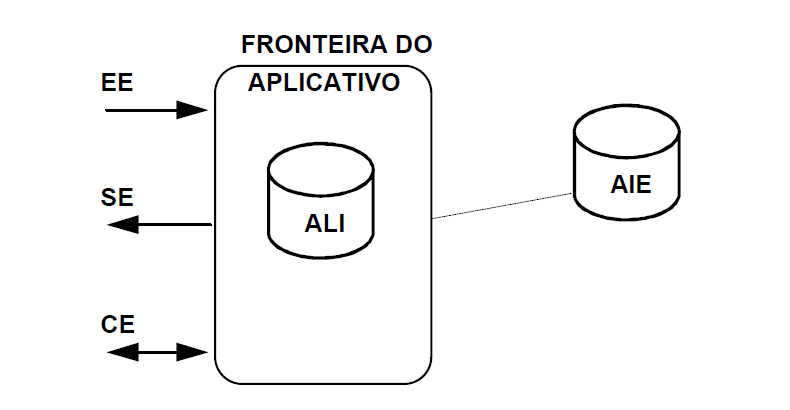 FRONTEIRA DO
APLICATIVO
EE
SE
CE
ALI
AIE